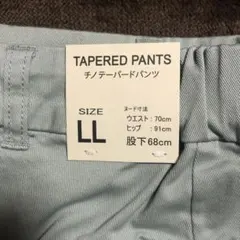 TAPERED PANTS
チノテーパードパンツ
SIZE
LL
ヌード寸法
ウエスト:70cm
ヒップ:91cm
股下68cm